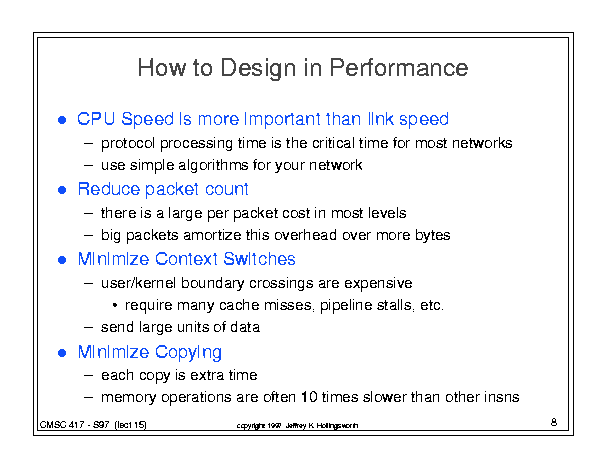 How to Design in Performance
● CPU Speed is more important than link speed
– protocol processing time is the critical time for most networks
– use simple algorithms for your network
● Reduce packet count
– there is a large per packet cost in most levels
– big packets amortize this overhead over more bytes
● Minimize Context Switches
– user/kernel boundary crossings are expensive
• require many cache misses, pipeline stalls, etc.
– send large units of data
● Minimize Copying
– each copy is extra time
– memory operations are often 10 times slower than other insns
CMSC 417 - S97 (lect 15)
copyright 1997 Jeffrey K. Hollingsworth
8